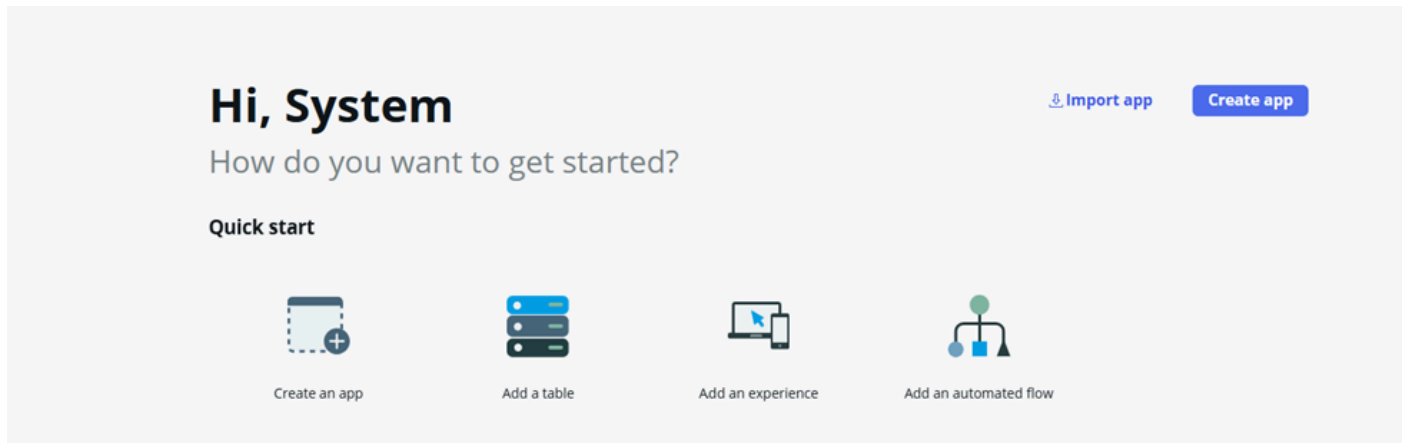 Hi, System
Import app
Create app
How do you want to get started?
Quick start
Create an app
Add a table
Add an experience
Add an automated flow